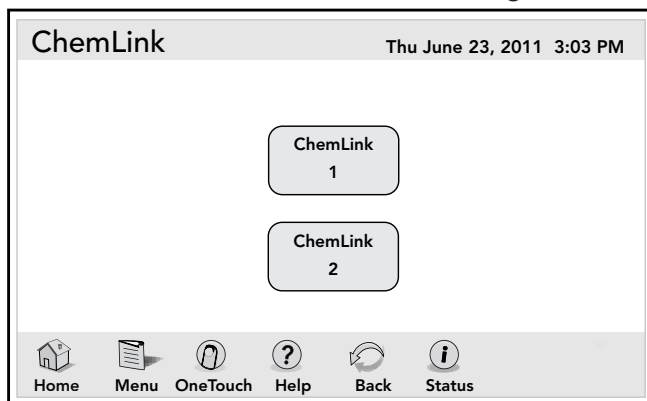 ChemLink Thu June 23, 2011 3:03 PM
ChemLink
1
ChemLink
2
Home Menu OneTouch Help Back Status